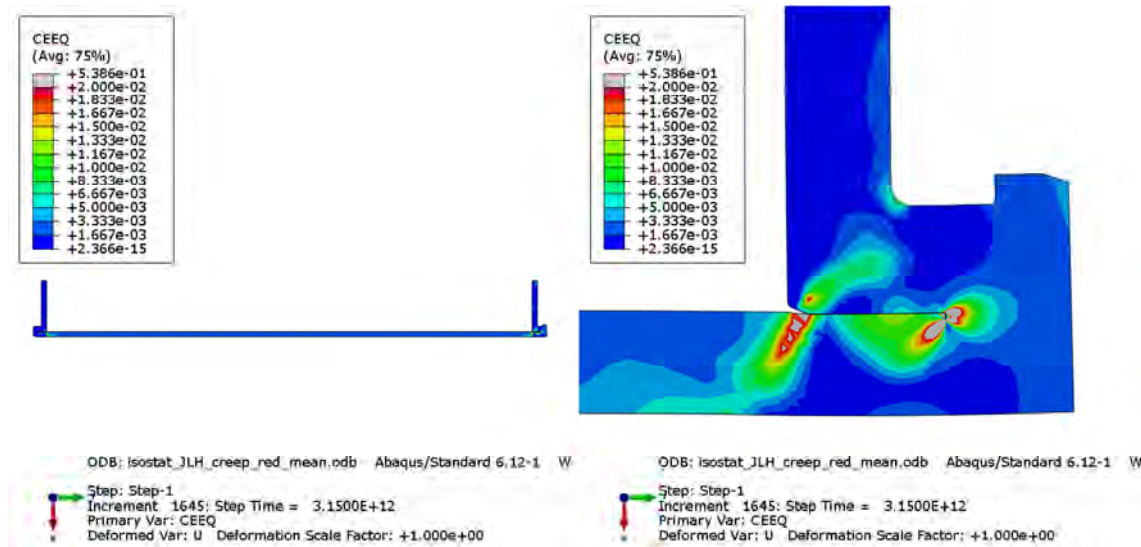 CEEQ
(Avg: 75%)
+5.386e-01
+2.000e-02
+1.833e-02
+1.667e-02
+1.500e-02
+1.333e-02
+1.167e-02
+1.000e-02
+8.333e-03
+6.667e-03
+5.000e-03
+3.333e-03
+1.667e-03
+2.366e-15
ODB: isostat_JLH_creep_red_mean.odb Abaqus/Standard 6.12-1 W
Step: Step-1
Increment 1645: Step Time = 3.1500E+12
Primary Var: CEEQ
Deformed Var: U Deformation Scale Factor: +1.000e+00
CEEQ
(Avg: 75%)
+5.386e-01
+2.000e-02
+1.833e-02
+1.667e-02
+1.500e-02
+1.333e-02
+1.167e-02
+1.000e-02
+8.333e-03
+6.667e-03
+5.000e-03
+3.333e-03
+1.667e-03
+2.366e-15
ODB: isostat_JLH_creep_red_mean.odb Abaqus/Standard 6.12-1 W
Step: Step-1
Increment 1645: Step Time = 3.1500E+12
Primary Var: CEEQ
Deformed Var: U Deformation Scale Factor: +1.000e+00